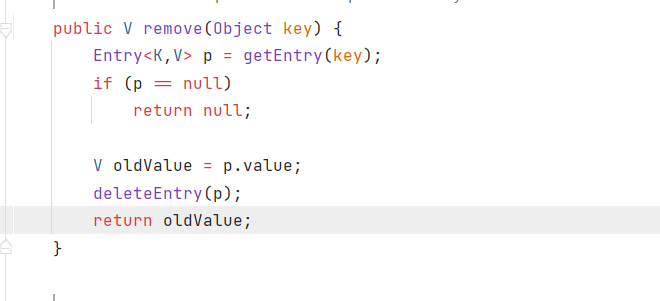 public V remove(Object key) {
    Entry<K,V> p = getEntry(key);
    if (p == null)
        return null;

    V oldValue = p.value;
    deleteEntry(p);
    return oldValue;
}